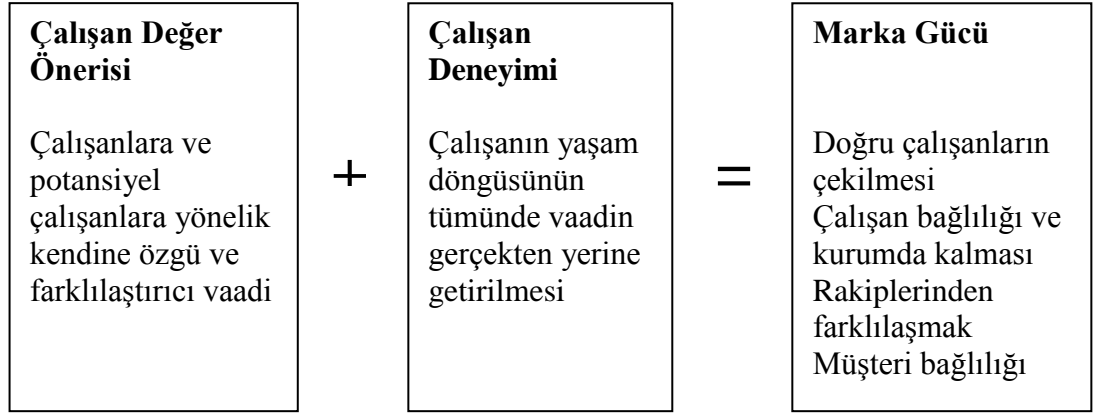 Çalışan Değer
Önerisi
Çalışanlara ve
potansiyel
çalışanlara yönelik
kendine özgü ve
farklılaştırıcı vaadi
+
Çalışan
Deneyimi
Çalışanın yaşam
döngüsünün
tümünde vaadin
gerçekten yerine
getirilmesi
=
Marka Gücü
Doğru çalışanların
çekilmesi
Çalışan bağlılığı ve
kurumda kalması
Rakiplerinden
farklılaşmak
Müşteri bağlılığı